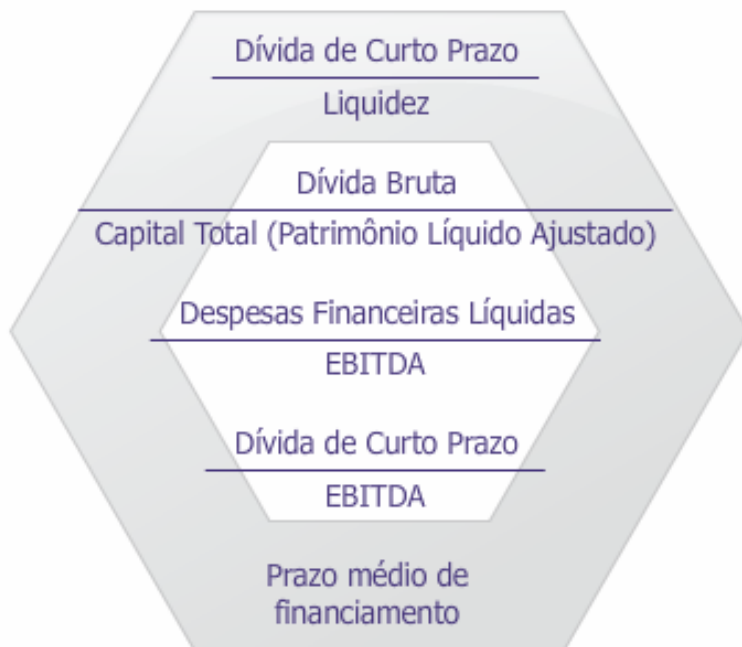 Dívida de Curto Prazo
Liquidez
Dívida Bruta
Capital Total (Patrimônio Líquido Ajustado)
Despesas Financeiras Líquidas
EBITDA
Dívida de Curto Prazo
EBITDA
Prazo médio de
financiamento